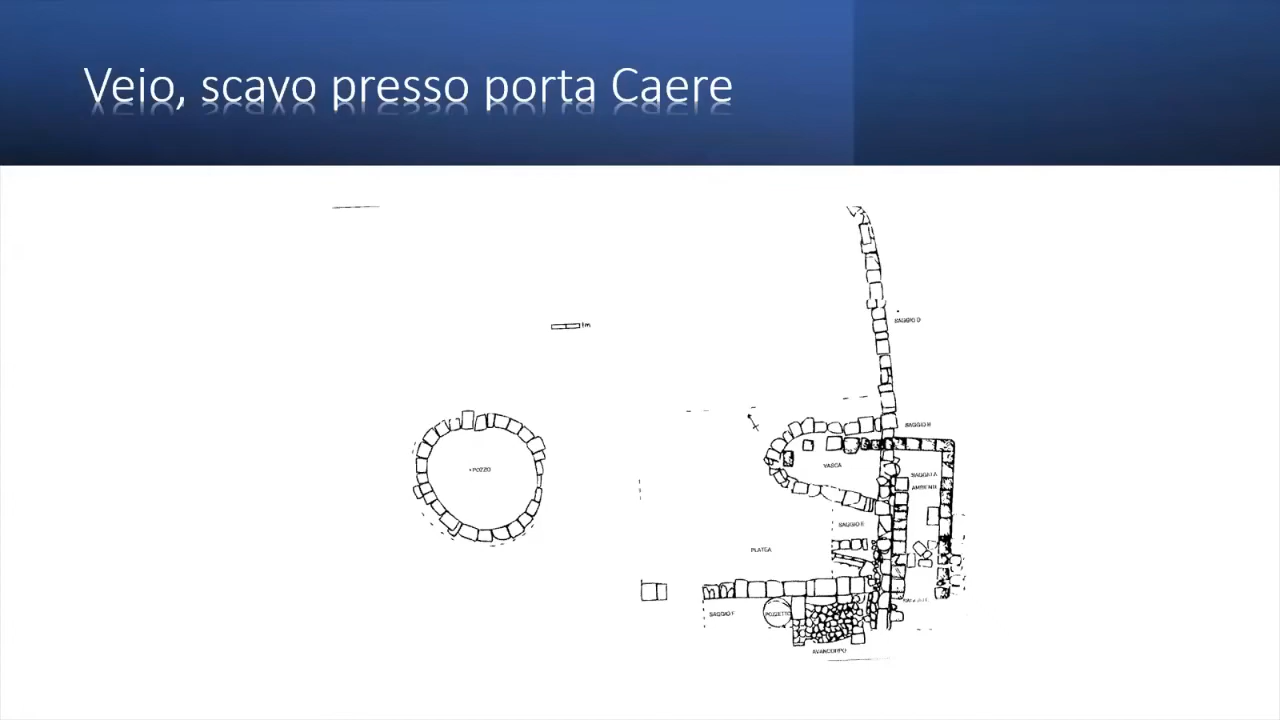 Veio, scavo presso porta Caere
1m
SAGGIO D
SAGGIO B
POZZO
VASCA
SAGGIO A
AMBIENTE
SAGGIO E
PLATEA
SAGGIO F
POZZETTO
AVANCORPO